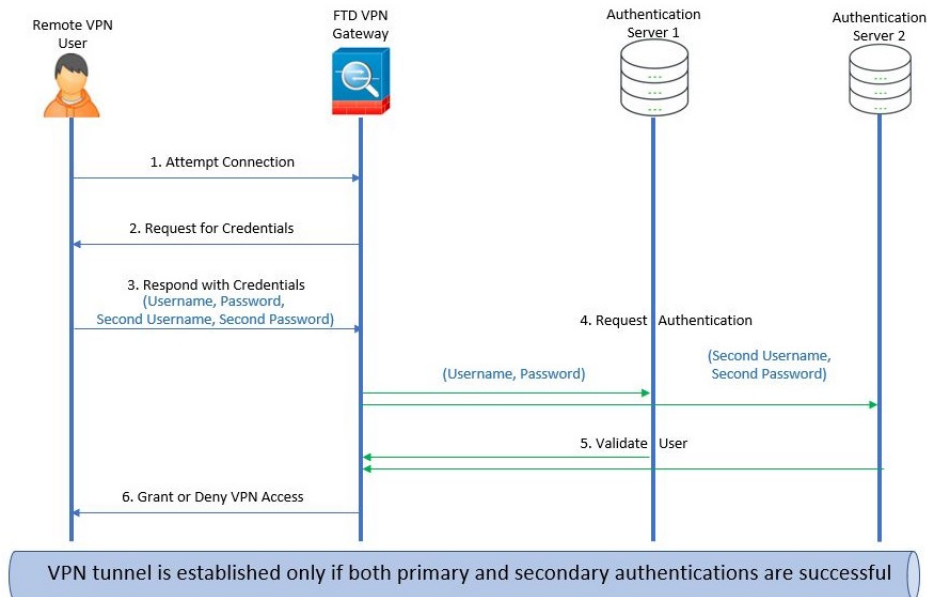 Remote VPN
User
FTD VPN
Gateway
Authentication
Server 1
Authentication
Server 2
1. Attempt Connection
2. Request for Credentials
3. Respond with Credentials
(Username, Password,
Second Username, Second Password)
4. Request Authentication
(Username, Password)
(Second Username,
Second Password)
5. Validate User
6. Grant or Deny VPN Access
VPN tunnel is established only if both primary and secondary authentications are successful